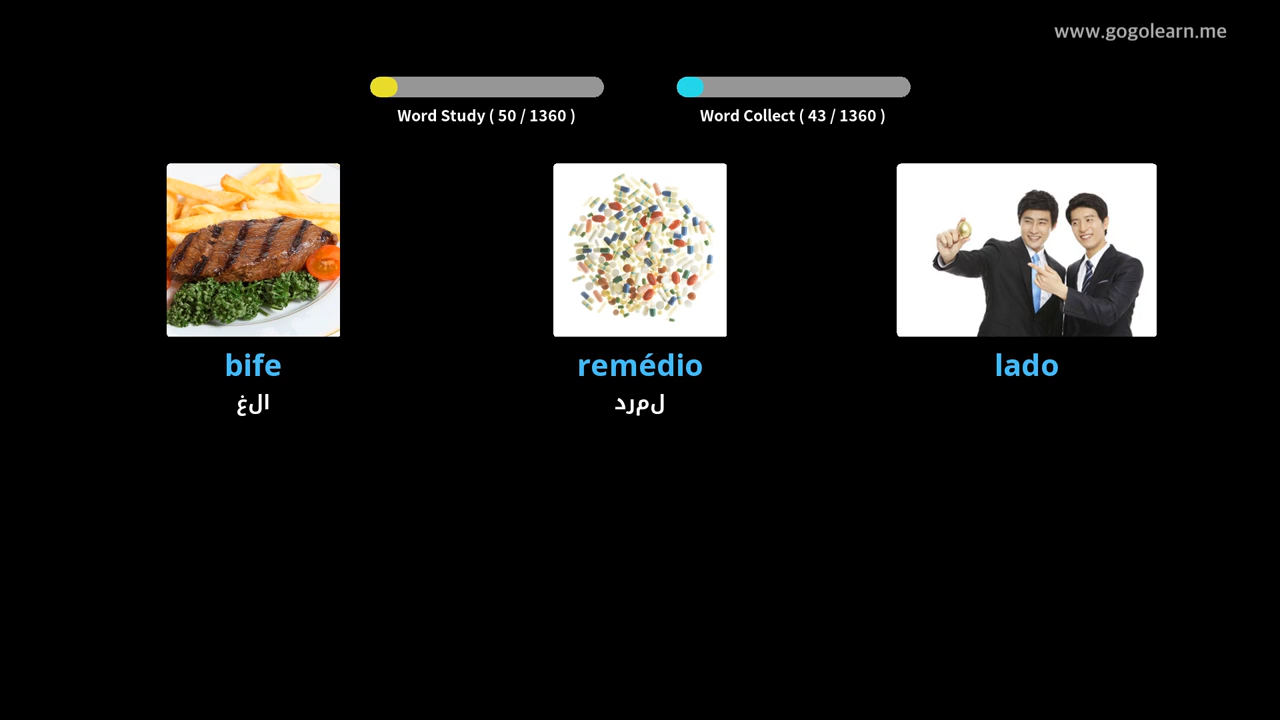 www.gogolearn.me
Word Study ( 50 / 1360 )
Word Collect ( 43 / 1360 )
bife
الغ
remédio
لمرد
lado